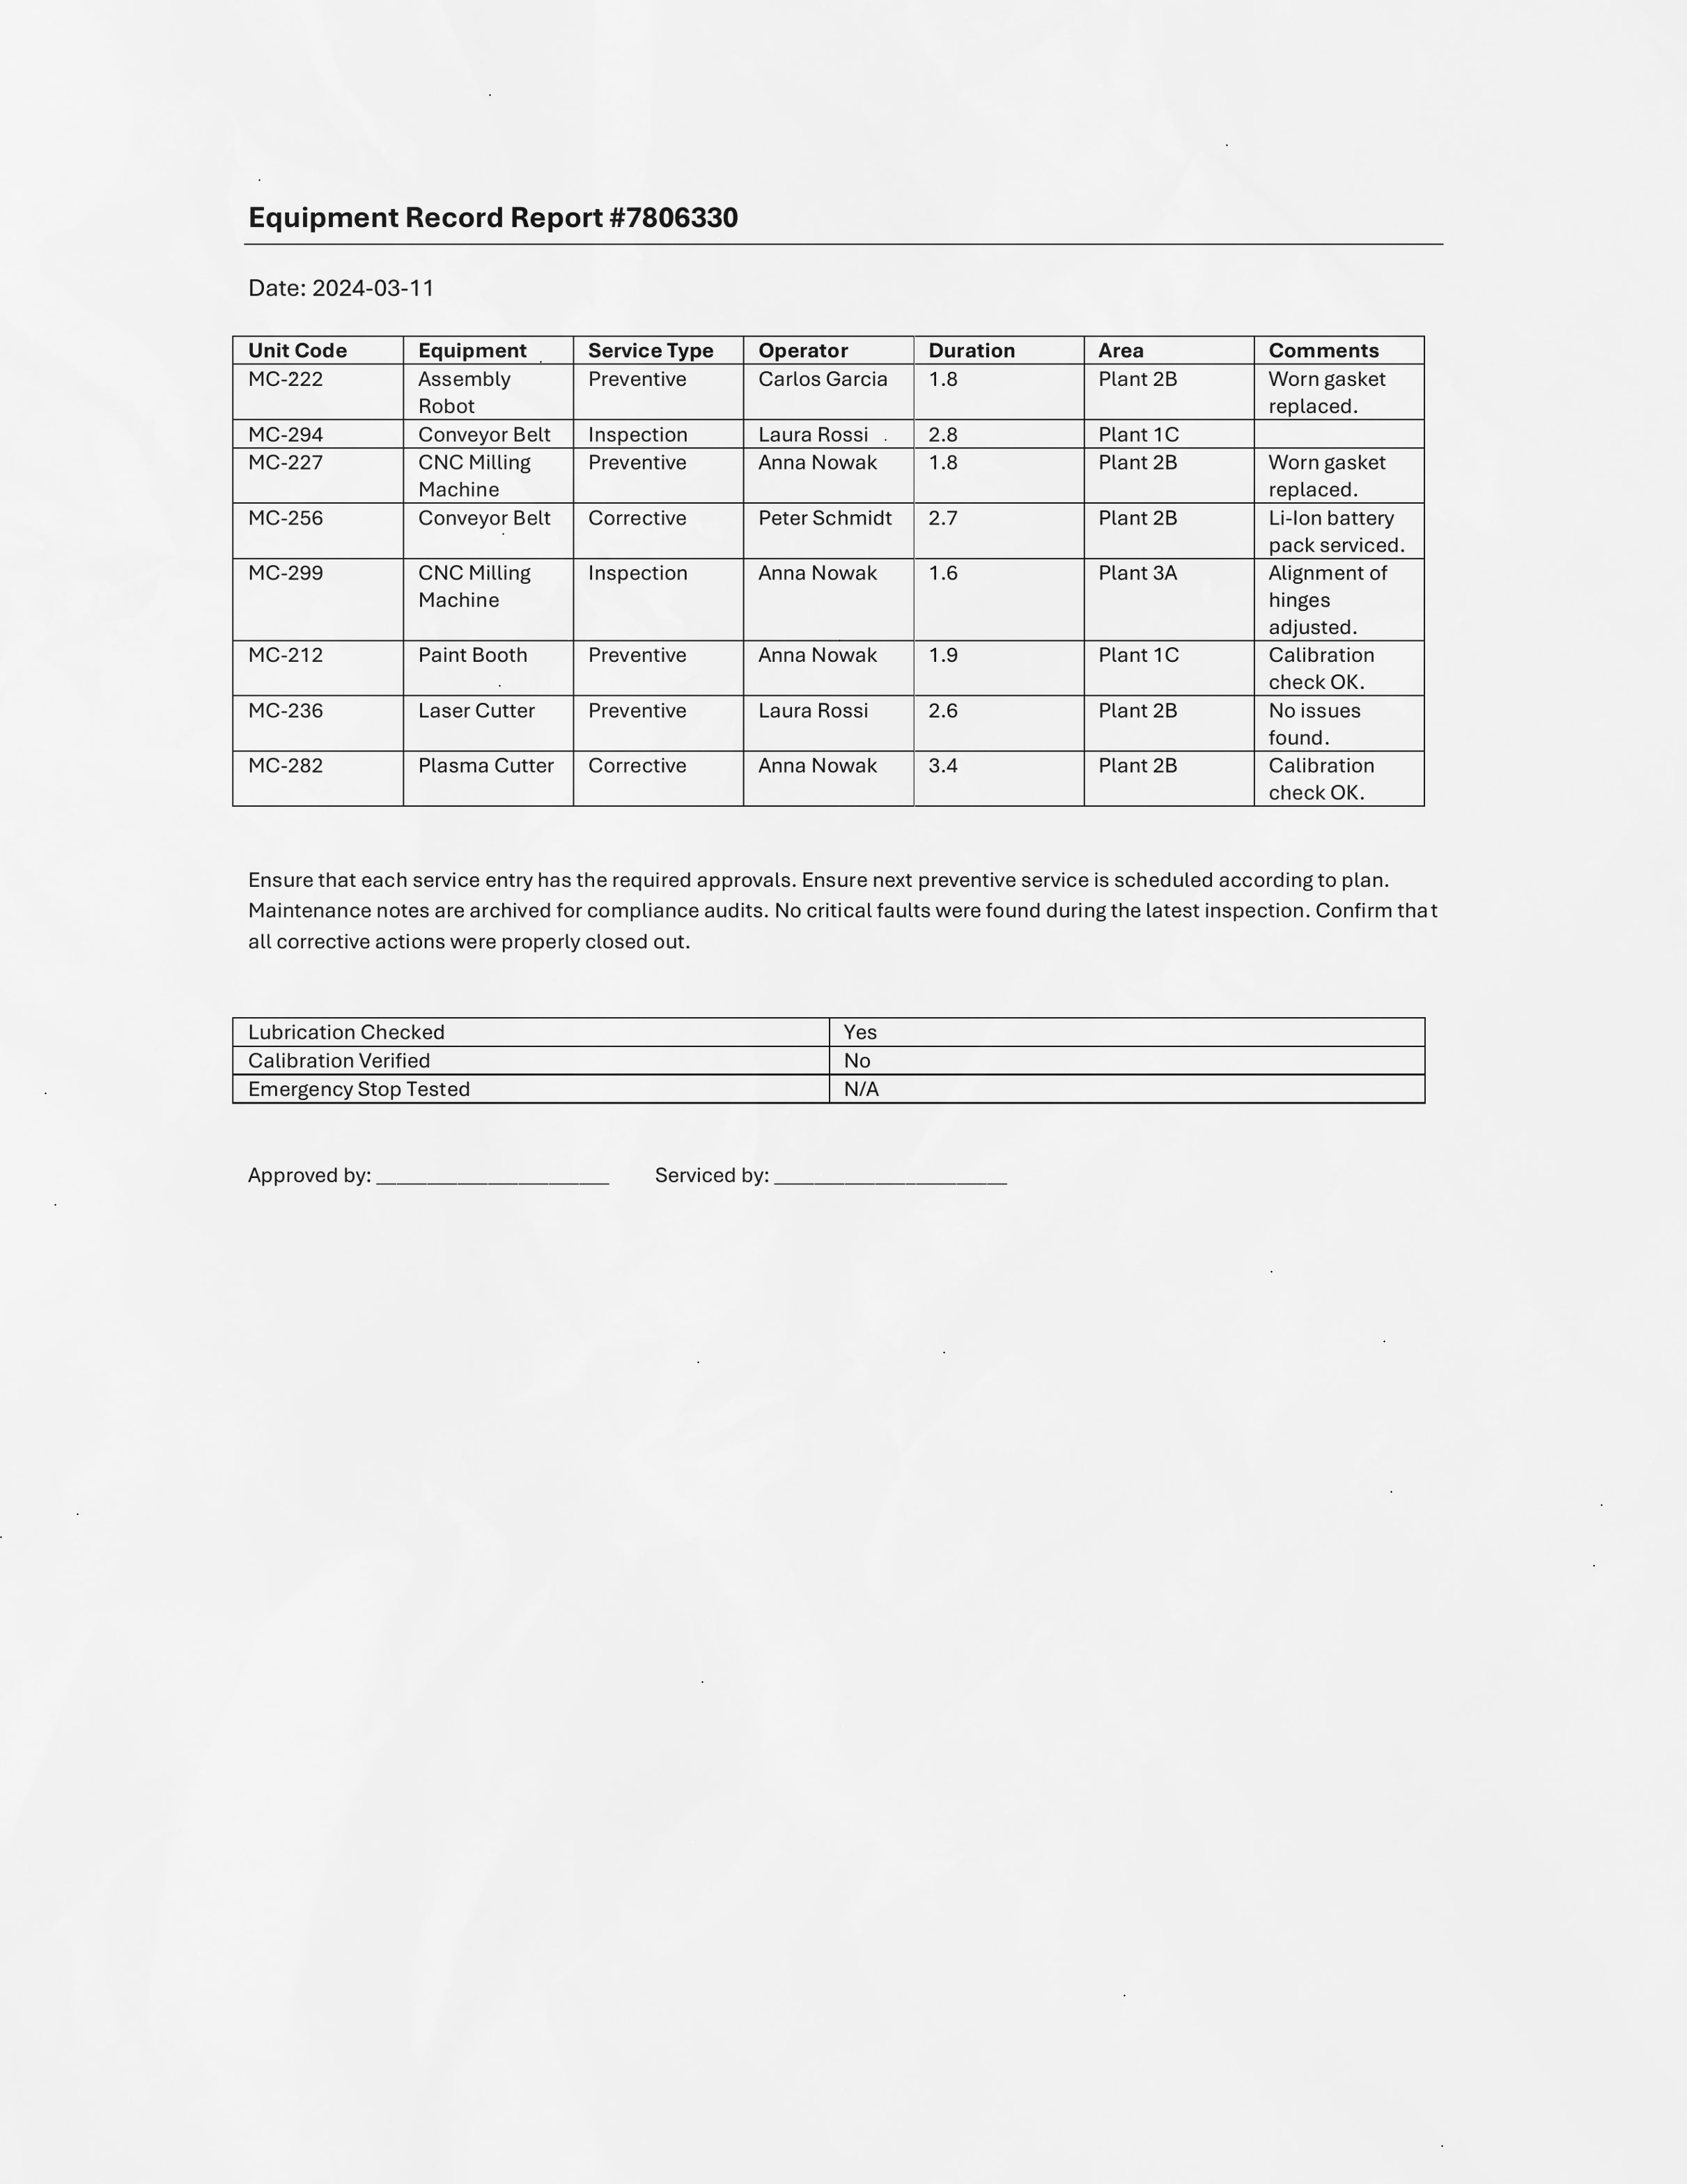 Equipment Record Report #7806330
Date: 2024-03-11
Unit Code Equipment Service Type Operator Duration Area Comments
MC-222 Assembly Robot Preventive Carlos Garcia 1.8 Plant 2B Worn gasket replaced.
MC-294 Conveyor Belt Inspection Laura Rossi 2.8 Plant 1C
MC-227 CNC Milling Machine Preventive Anna Nowak 1.8 Plant 2B Worn gasket replaced.
MC-256 Conveyor Belt Corrective Peter Schmidt 2.7 Plant 2B Li-Ion battery pack serviced.
MC-299 CNC Milling Machine Inspection Anna Nowak 1.6 Plant 3A Alignment of hinges adjusted.
MC-212 Paint Booth Preventive Anna Nowak 1.9 Plant 1C Calibration check OK.
MC-236 Laser Cutter Preventive Laura Rossi 2.6 Plant 2B No issues found.
MC-282 Plasma Cutter Corrective Anna Nowak 3.4 Plant 2B Calibration check OK.
Ensure that each service entry has the required approvals. Ensure next preventive service is scheduled according to plan.
Maintenance notes are archived for compliance audits. No critical faults were found during the latest inspection. Confirm that
all corrective actions were properly closed out.
Lubrication Checked Yes
Calibration Verified No
Emergency Stop Tested N/A
Approved by: _______________________ Serviced by: _______________________